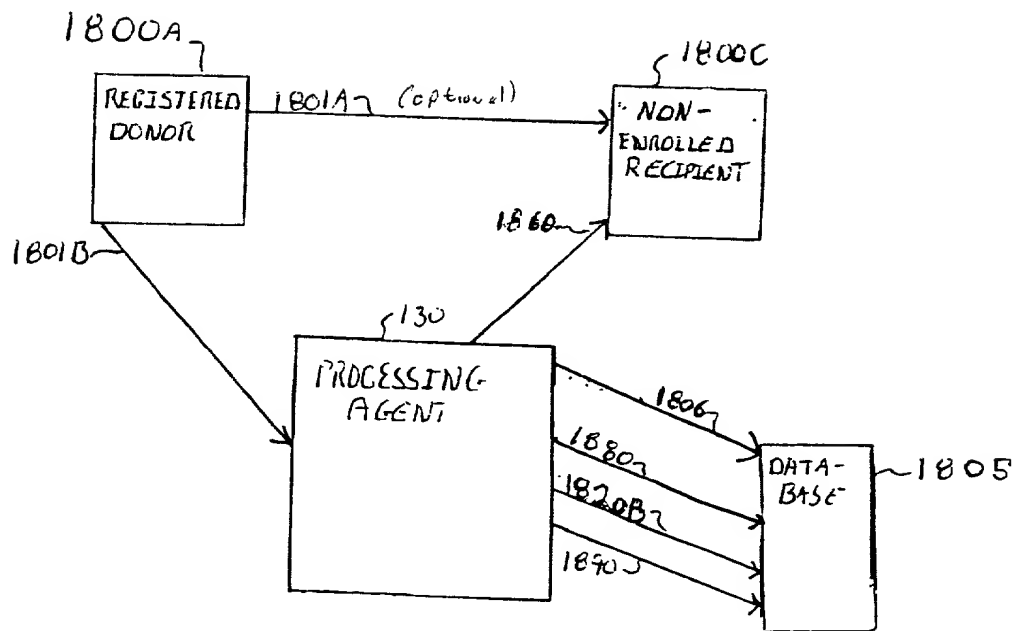 1800A
1800C
REGISTERED
DONOR
1801A (optional)
NON-
ENROLLED
RECIPIENT
1801B
1860
130
PROCESSING
AGENT
1806
1880
1820B
1890
DATA-
BASE
1805